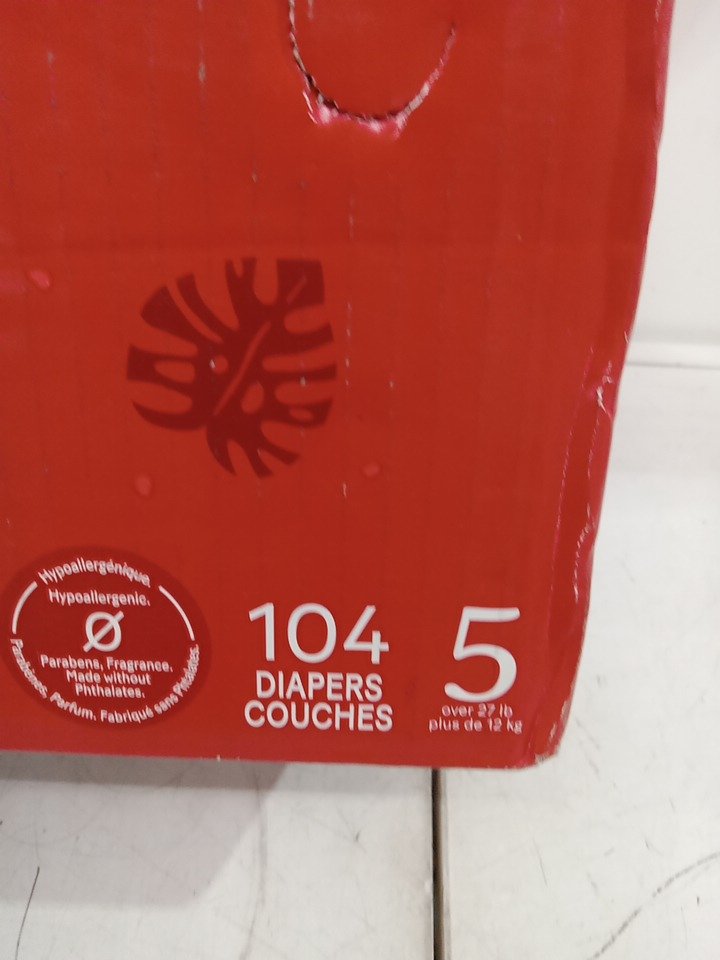 Hypoallergénique.
Hypoallergenic.
Ø
Parabens, Fragrance.
Made without
Phthalates.
Parabènes, Parfum. Fabriqué sans Phtalates.
104
DIAPERS
COUCHES
5
over 27 lb
plus de 12 kg